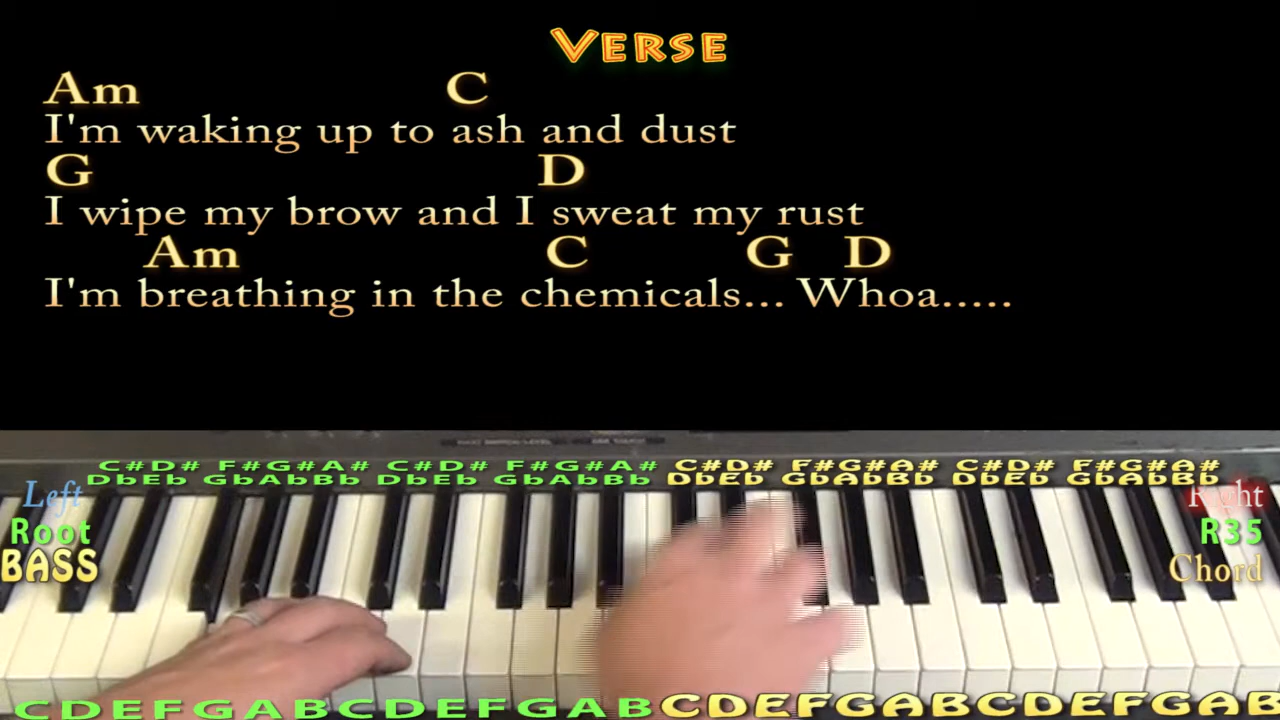 VERSE
Am C
I'm waking up to ash and dust
G D
I wipe my brow and I sweat my rust
Am C G D
I'm breathing in the chemicals... Whoa.....
C#D# F#G#A# C#D# F#G#A# C#D# F#G#A# C#D# F#G#A#
DbEb GbAbBb DbEb GbAbBb DbEb GbAbBb DbEb GbAbBb
Left Right
Root R35
BASS Chord
CDEFGABCDEFGABCDEFGABCDEFGAB